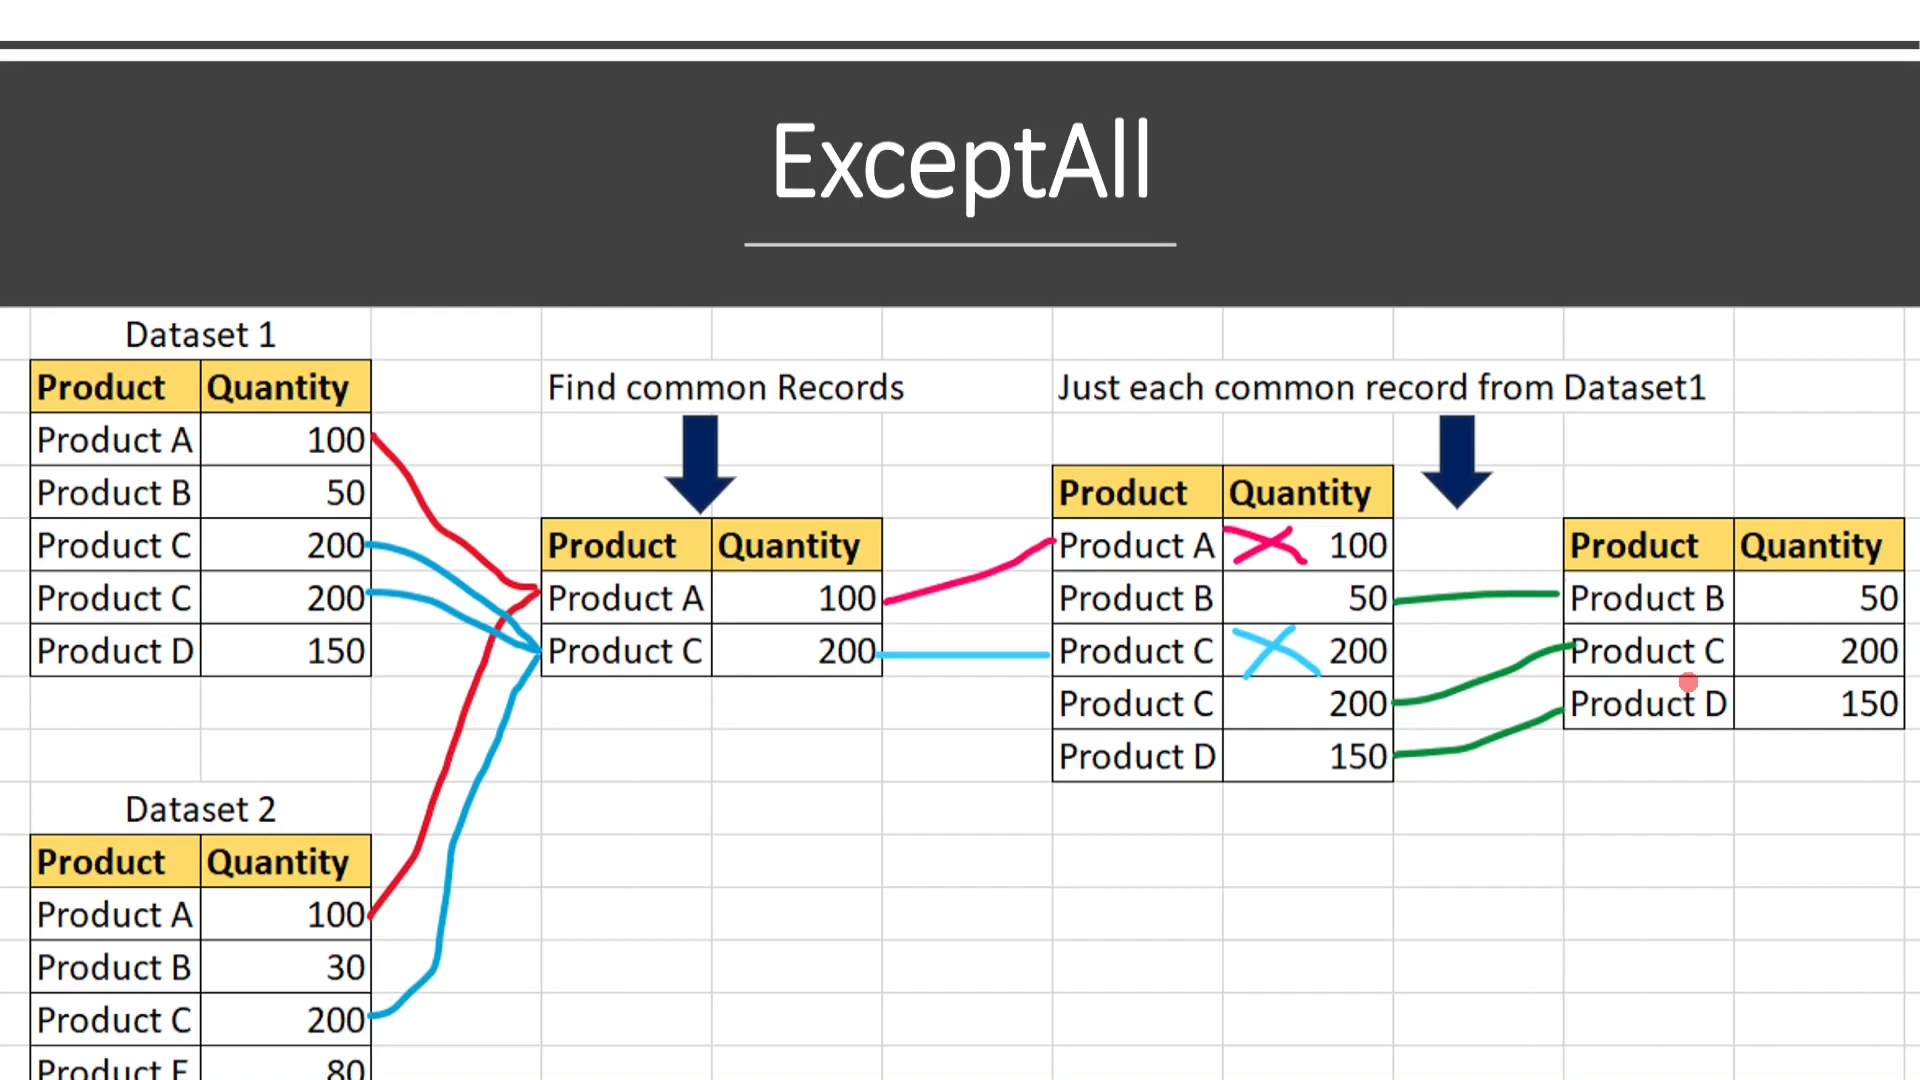 ExceptAll
Dataset 1
Product Quantity
Product A 100
Product B 50
Product C 200
Product C 200
Product D 150
Dataset 2
Product Quantity
Product A 100
Product B 30
Product C 200
80
Find common Records
Product Quantity
Product A 100
Product C 200
Just each common record from Dataset1
Product Quantity
Product A 100
Product B 50
Product C 200
Product C 200
Product D 150
Product Quantity
Product B 50
Product C 200
Product D 150